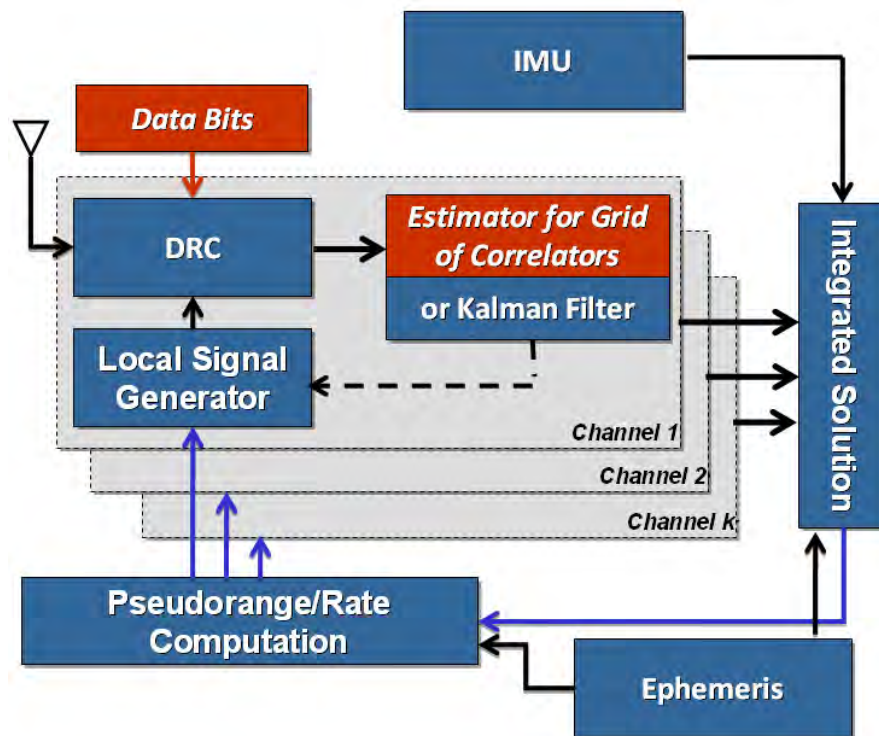 IMU
Data Bits
DRC
Estimator for Grid
of Correlators
or Kalman Filter
Local Signal
Generator
Channel 1
Channel 2
Channel k
Integrated Solution
Pseudorange/Rate
Computation
Ephemeris